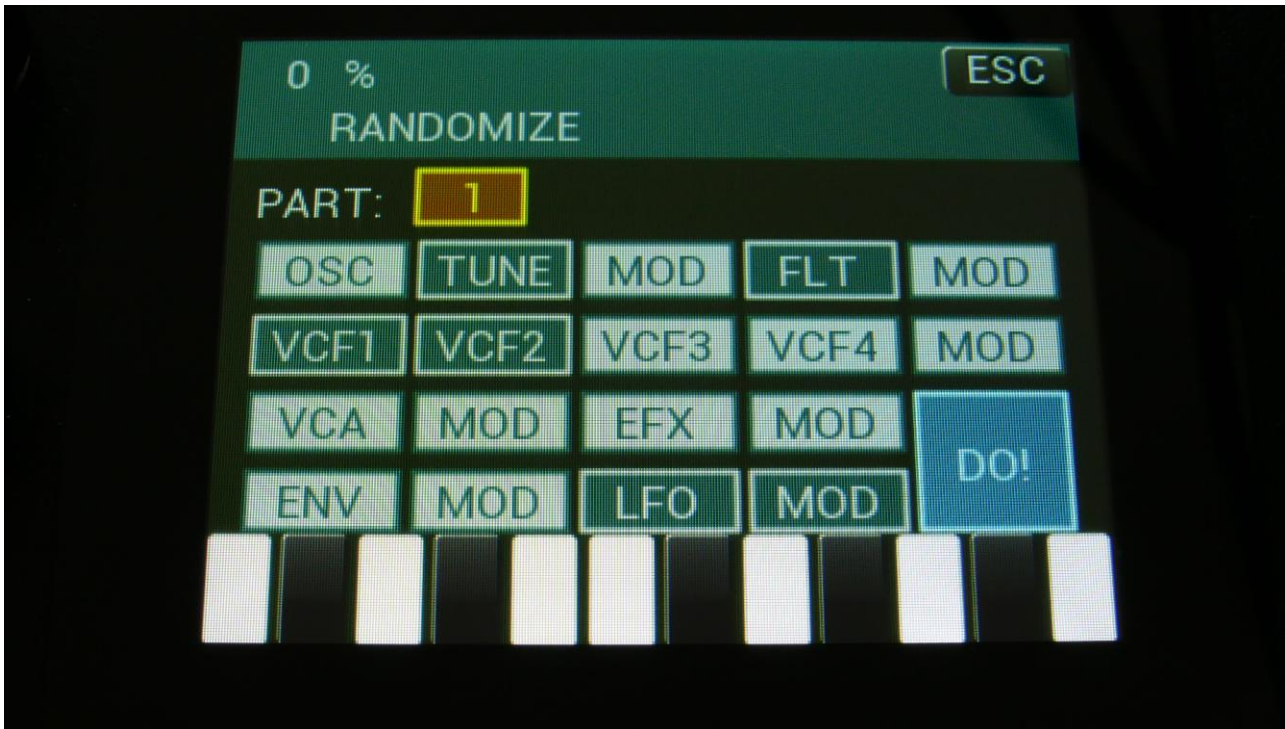 0 % ESC
RANDOMIZE
PART: 1
OSC TUNE MOD FLT MOD
VCF1 VCF2 VCF3 VCF4 MOD
VCA MOD EFX MOD
DO!
ENV MOD LFO MOD